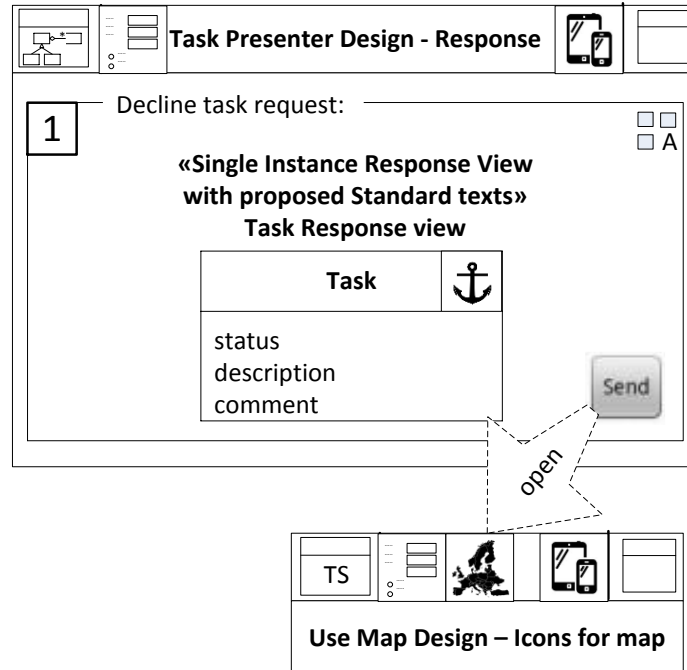 Task Presenter Design - Response
1
Decline task request:
A
«Single Instance Response View
with proposed Standard texts»
Task Response view
Task
status
description
comment
Send
open
TS
Use Map Design – Icons for map